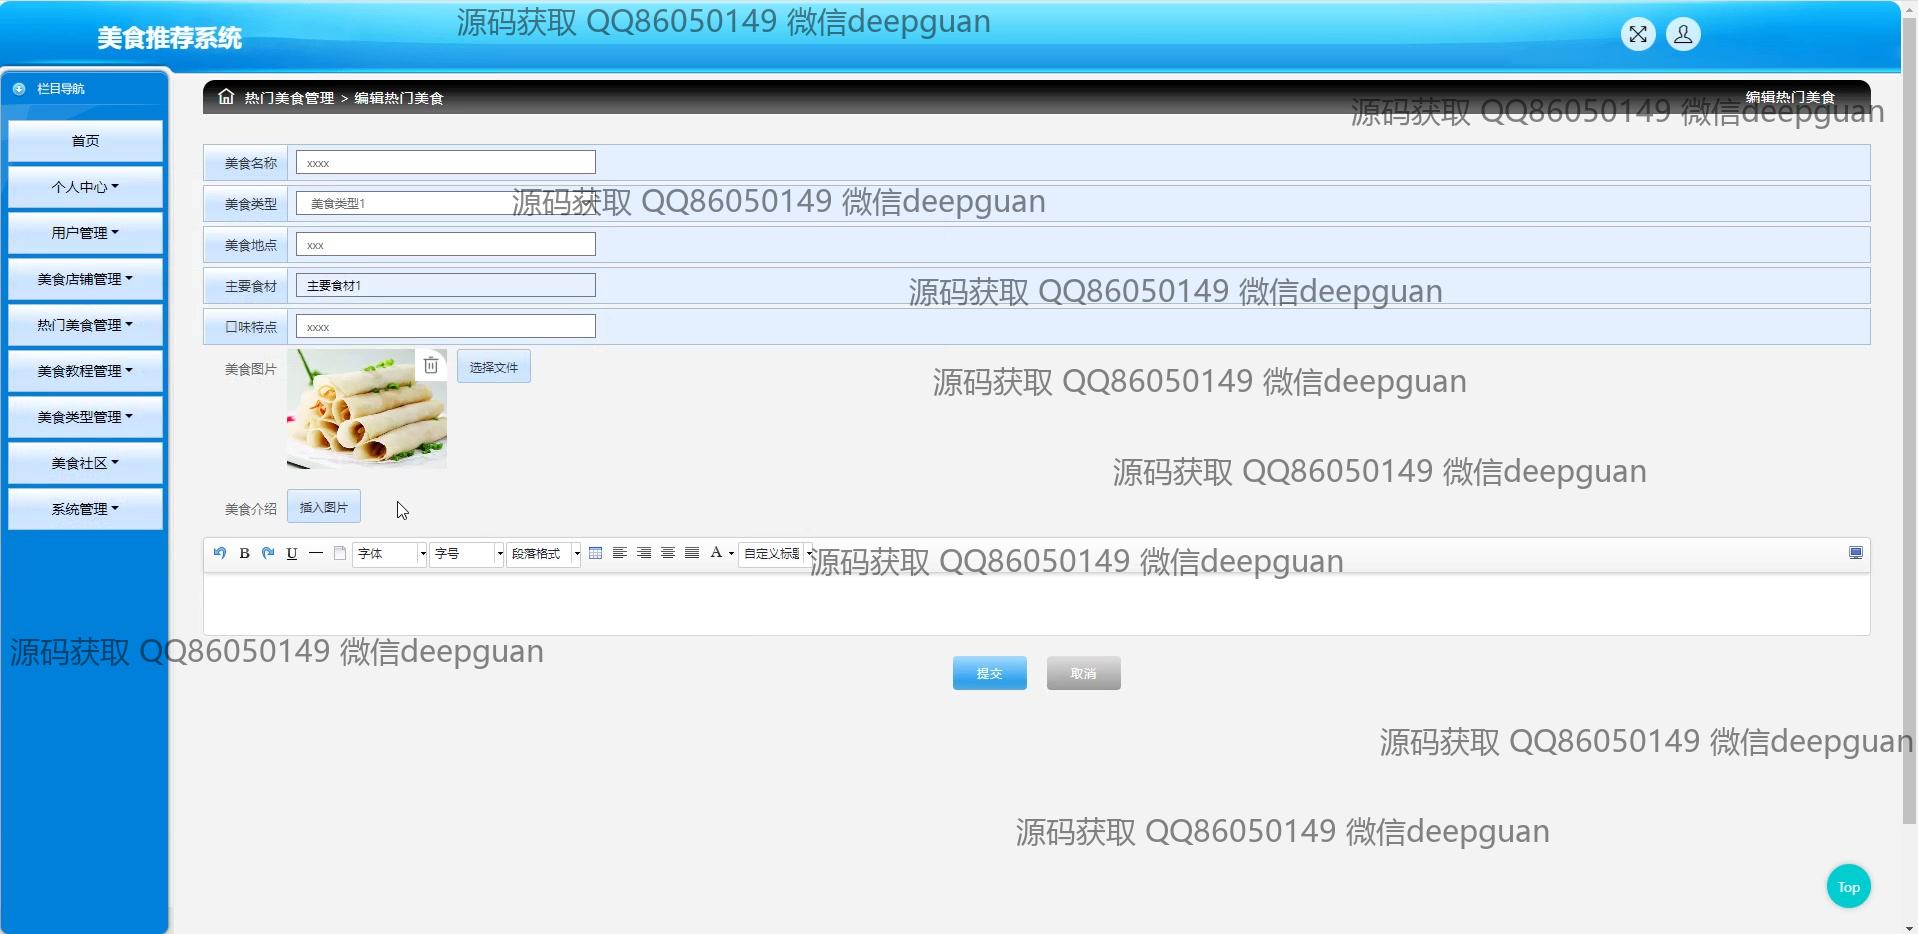 源码获取 QQ86050149 微信deepguan
美食推荐系统
栏目导航
首页
个人中心
用户管理
美食店铺管理
热门美食管理
美食教程管理
美食类型管理
美食社区
系统管理
热门美食管理 > 编辑热门美食
编辑热门美食
源码获取 QQ86050149 微信deepguan
美食名称 xxxx
美食类型 美食类型1
源码获取 QQ86050149 微信deepguan
美食地点 xxx
主要食材 主要食材1
源码获取 QQ86050149 微信deepguan
口味特点 xxxx
美食图片 选择文件
源码获取 QQ86050149 微信deepguan
源码获取 QQ86050149 微信deepguan
美食介绍 插入图片
B U 字体 字号 段落格式 A 自定义标题
源码获取 QQ86050149 微信deepguan
源码获取 QQ86050149 微信deepguan
提交 取消
源码获取 QQ86050149 微信deepguan
源码获取 QQ86050149 微信deepguan
Top